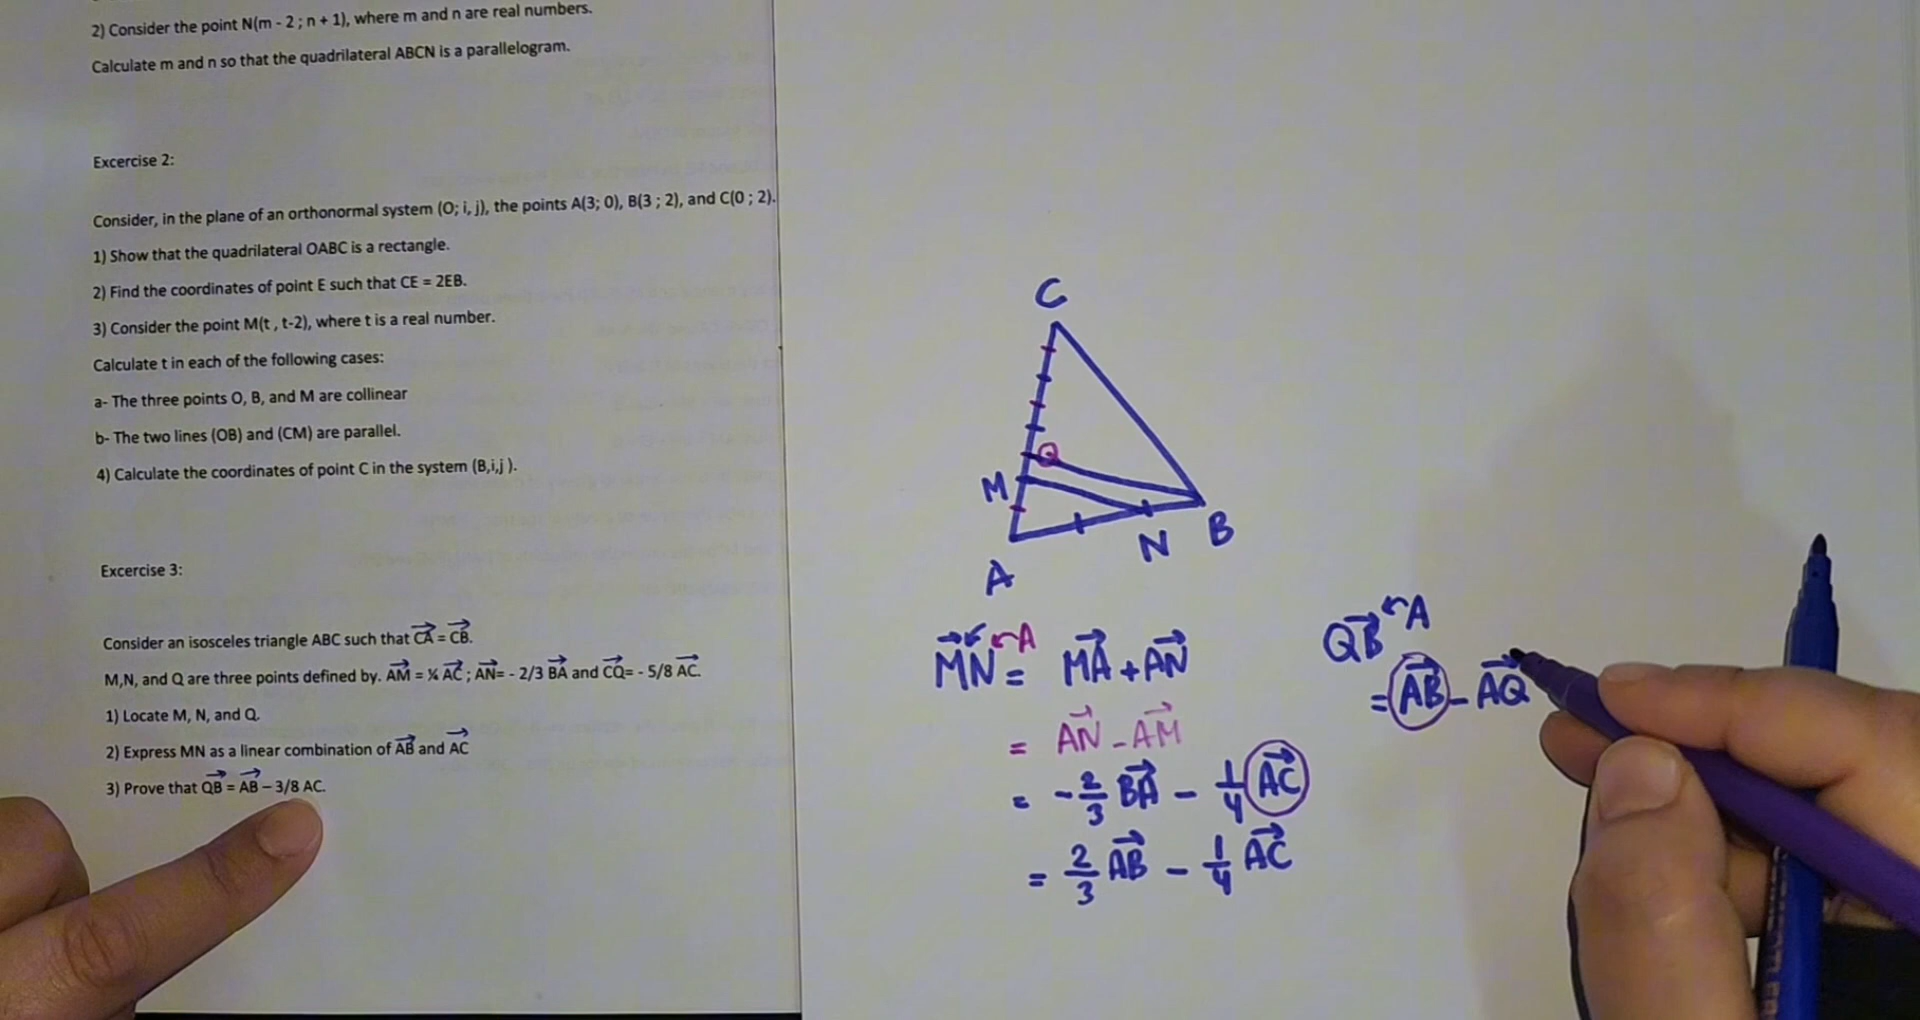 2) Consider the point N(m - 2 ; n + 1), where m and n are real numbers.
Calculate m and n so that the quadrilateral ABCN is a parallelogram.
Excercise 2:
Consider, in the plane of an orthonormal system (O; i, j), the points A(3; 0), B(3 ; 2), and C(0 ; 2).
1) Show that the quadrilateral OABC is a rectangle.
2) Find the coordinates of point E such that CE = 2EB.
3) Consider the point M(t , t-2), where t is a real number.
Calculate t in each of the following cases:
a- The three points O, B, and M are collinear
b- The two lines (OB) and (CM) are parallel.
4) Calculate the coordinates of point C in the system (B,i,j ).
Excercise 3:
Consider an isosceles triangle ABC such that CA = CB.
M,N, and Q are three points defined by. AM = ¼ AC ; AN= - 2/3 BA and CQ= - 5/8 AC.
1) Locate M, N, and Q.
2) Express MN as a linear combination of AB and AC
3) Prove that QB = AB – 3/8 AC.
C
Q
M
B
N
A
MN ↶A = MA + AN
= AN - AM
= - 2/3 BA - 1/4 AC
= 2/3 AB - 1/4 AC
QB ↶A
= AB - AQ